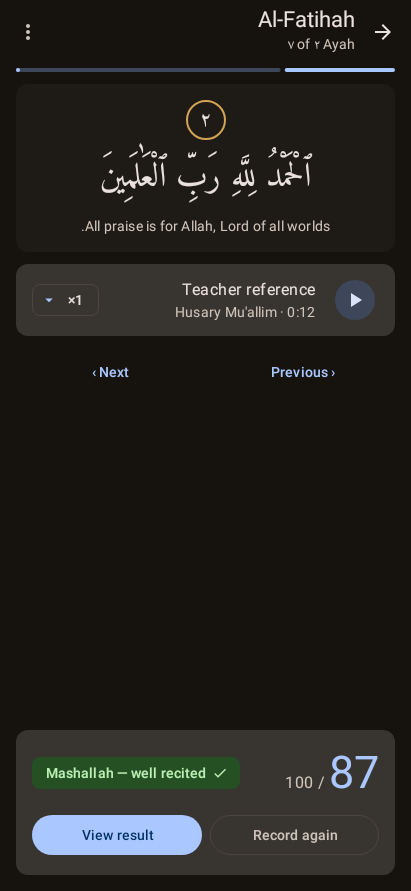 Al-Fatihah
٧ of ٢ Ayah
٢
ٱلْحَمْدُ لِلَّهِ رَبِّ ٱلْعَٰلَمِينَ
.All praise is for Allah, Lord of all worlds
Teacher reference
Husary Mu'allim · 0:12
×1
Previous ›
‹ Next
Mashallah — well recited ✓
100 / 87
View result
Record again